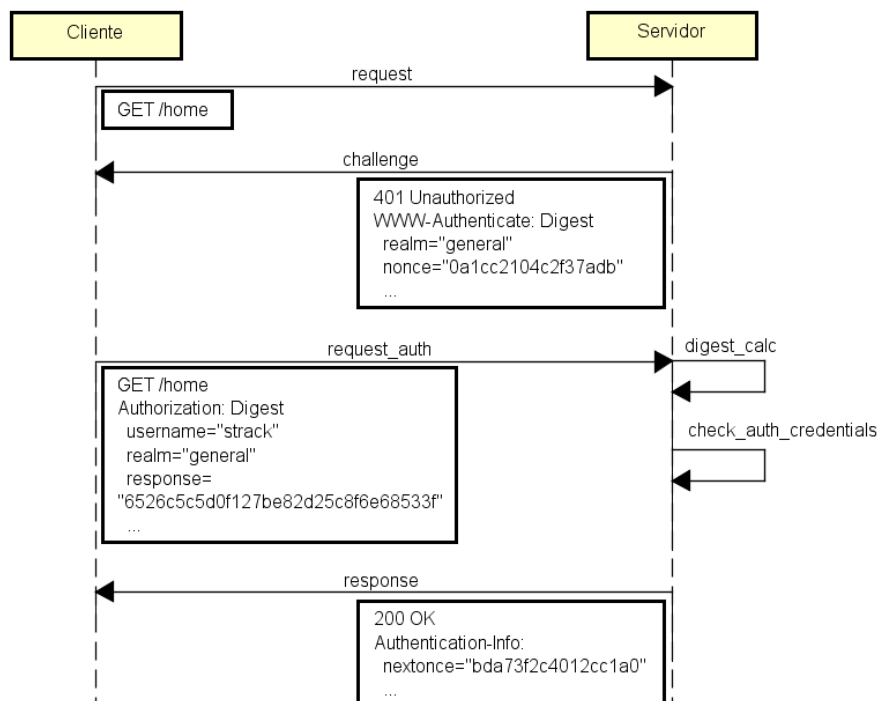 Cliente
Servidor
request
GET /home
challenge
401 Unauthorized
WWW-Authenticate: Digest
realm="general"
nonce="0a1cc2104c2f37adb"
...
request_auth
digest_calc
GET /home
Authorization: Digest
username="strack"
realm="general"
response=
"6526c5c5d0f127be82d25c8f6e68533f"
...
check_auth_credentials
response
200 OK
Authentication-Info:
nextonce="bda73f2c4012cc1a0"
...